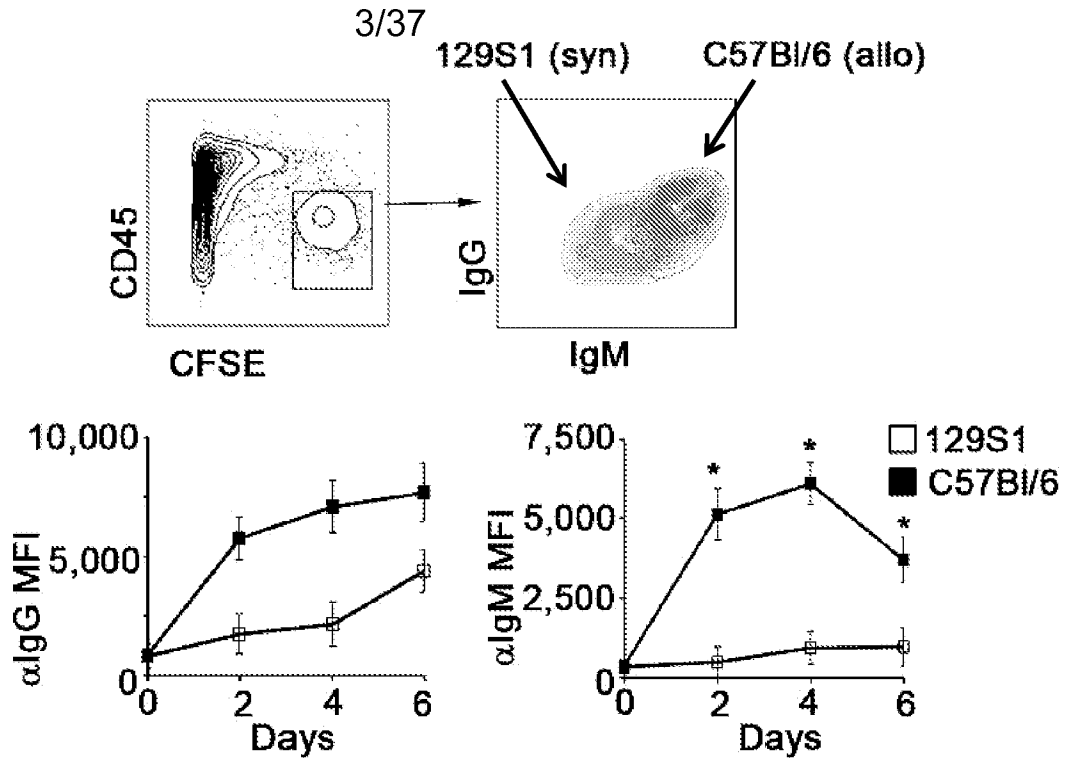 3/37
129S1 (syn)
C57Bl/6 (allo)
CD45
CFSE
IgG
IgM
10,000
5,000
0
αIgG MFI
0 2 4 6
Days
7,500
5,000
2,500
0
αIgM MFI
* * *
0 2 4 6
Days
129S1
C57Bl/6